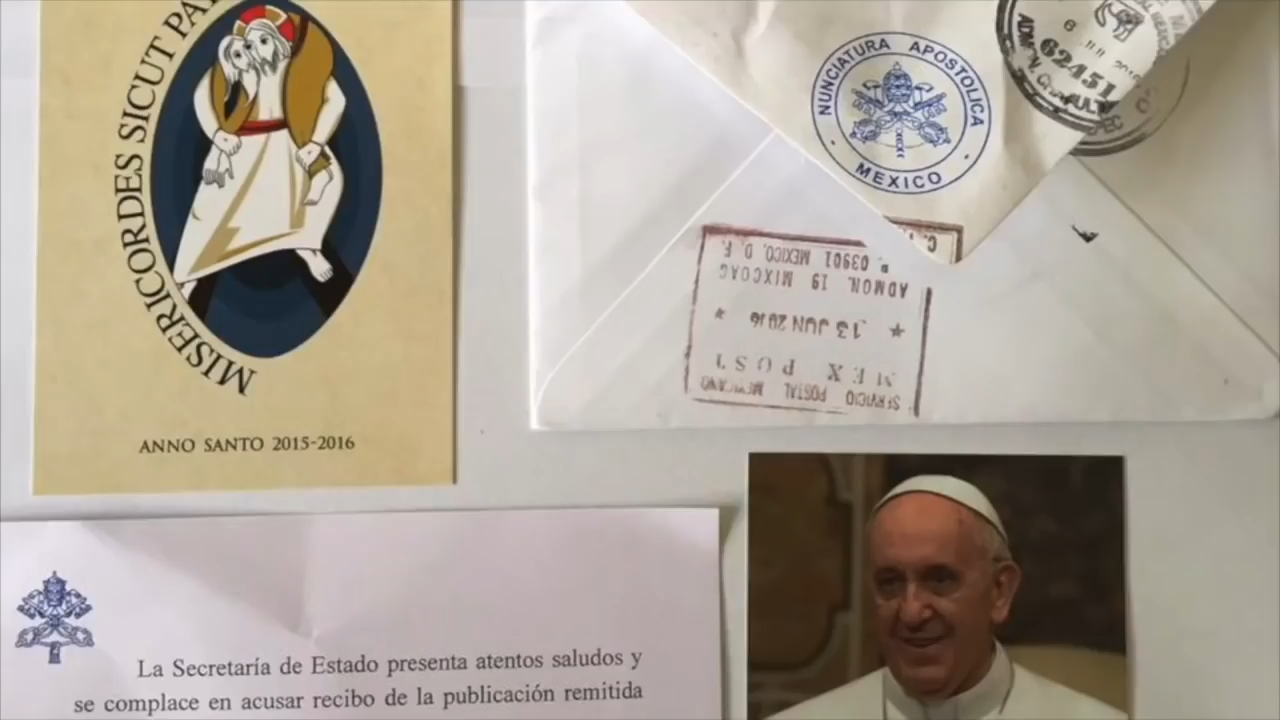 MISERICORDES SICUT PA
ANNO SANTO 2015-2016
NUNCIATURA APOSTOLICA
· MEXICO ·
62451
SERVICIO POSTAL MEXICANO
MEX POST
★ 13 JUN 2016 ★
ADMON. 19 MIXCOAC
03901 MEXICO, D. F.
La Secretaría de Estado presenta atentos saludos y
se complace en acusar recibo de la publicación remitida